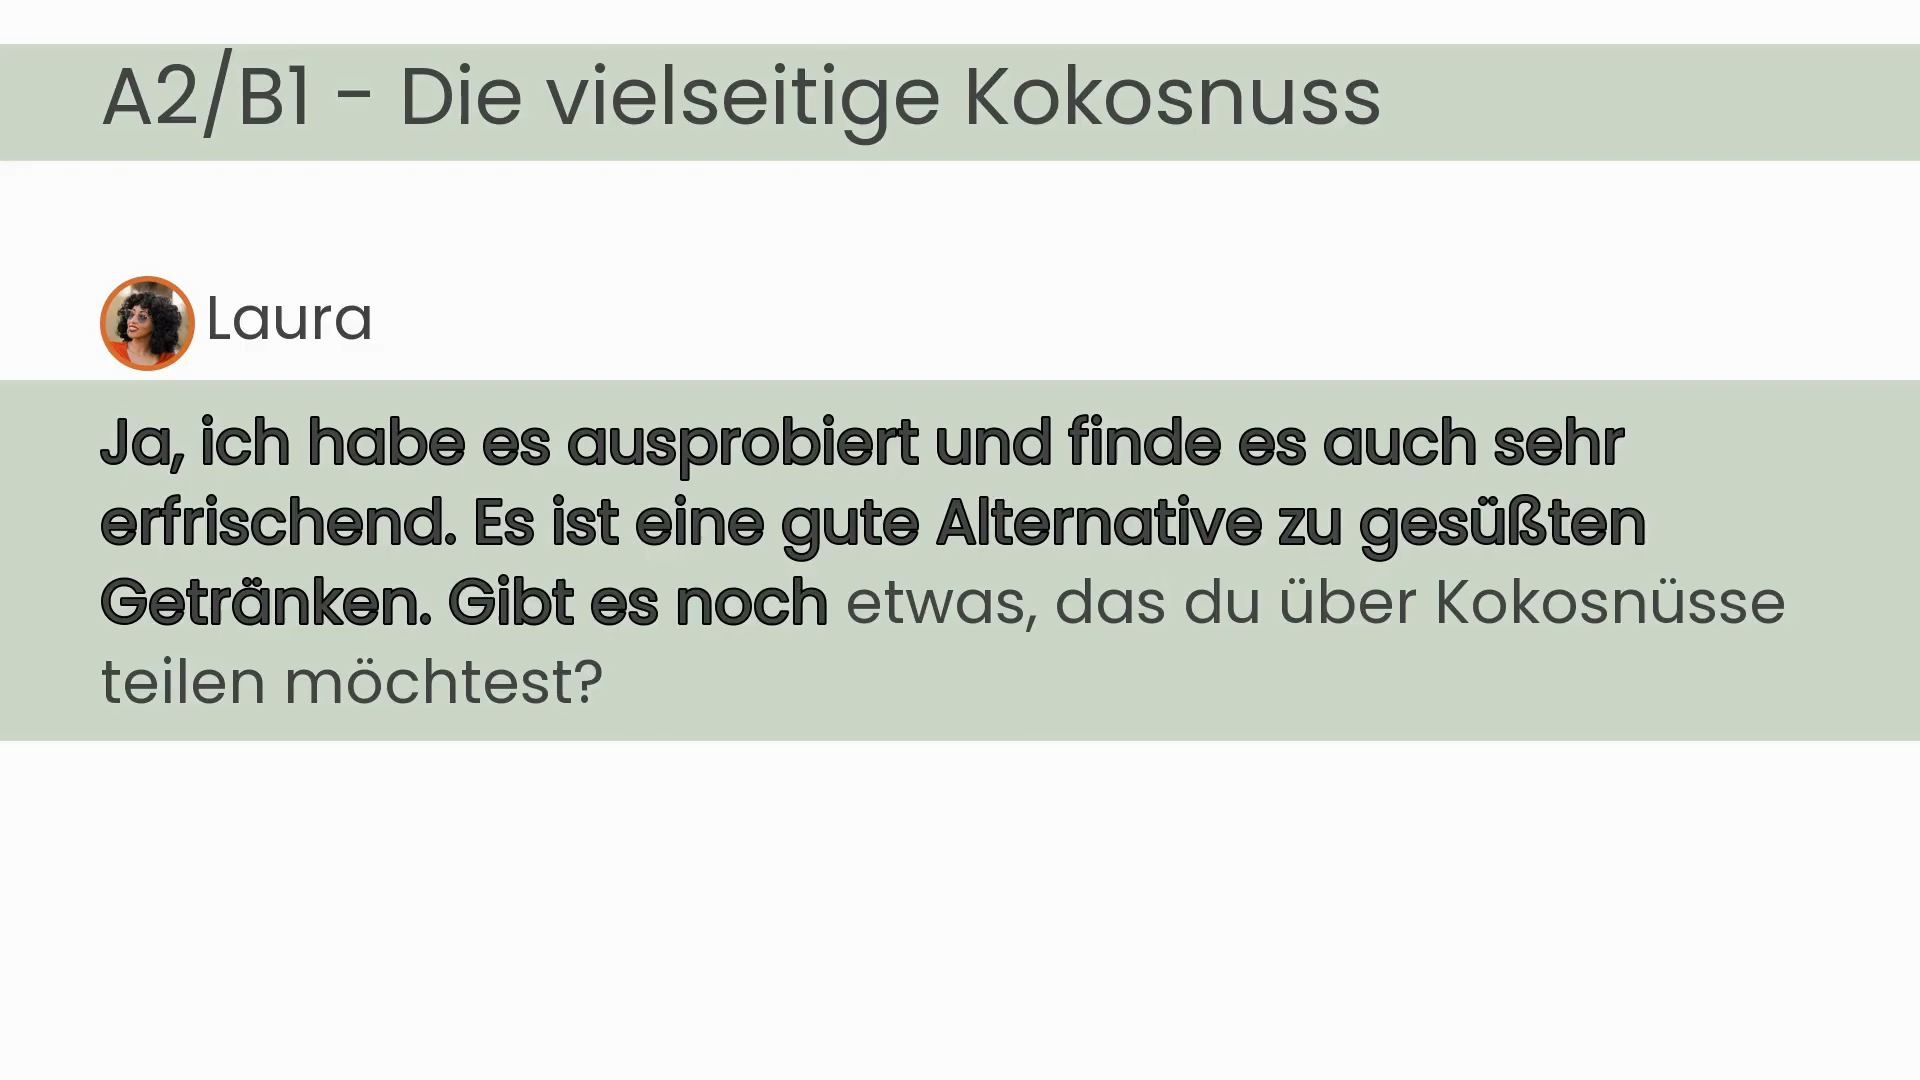 A2/B1 - Die vielseitige Kokosnuss
Laura
Ja, ich habe es ausprobiert und finde es auch sehr
erfrischend. Es ist eine gute Alternative zu gesüßten
Getränken. Gibt es noch etwas, das du über Kokosnüsse
teilen möchtest?